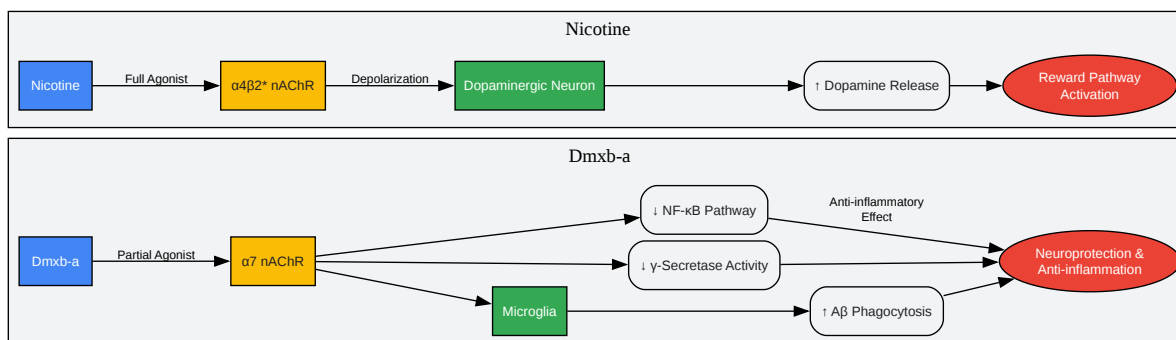 Nicotine
Nicotine
Full Agonist
α4β2* nAChR
Depolarization
Dopaminergic Neuron
↑ Dopamine Release
Reward Pathway
Activation
Dmxb-a
Dmxb-a
Partial Agonist
α7 nAChR
↓ NF-κB Pathway
Anti-inflammatory
Effect
↓ γ-Secretase Activity
Microglia
↑ Aβ Phagocytosis
Neuroprotection &
Anti-inflammation